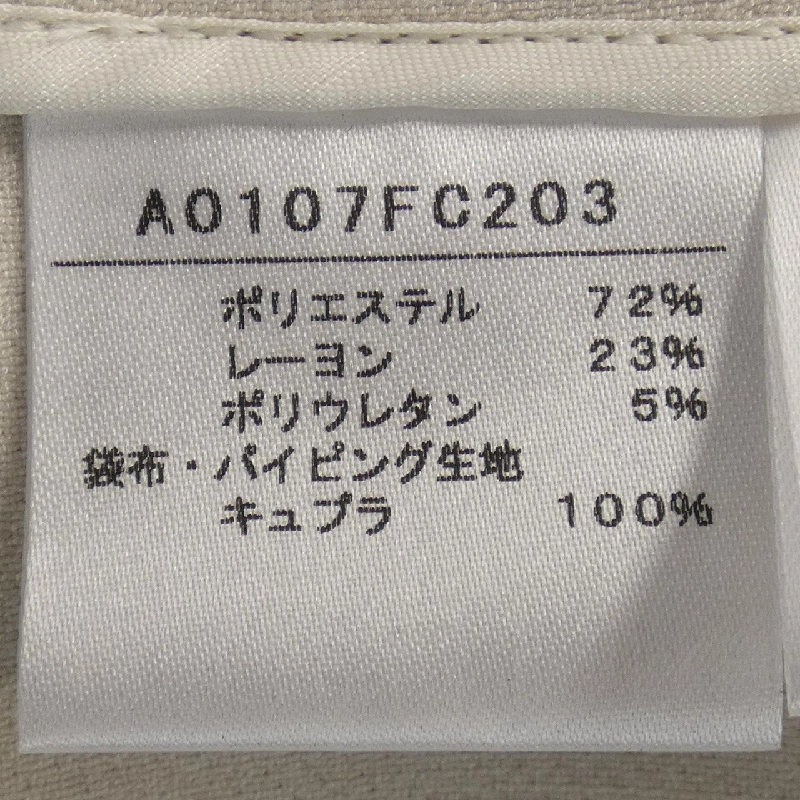 A0107FC203
ポリエステル 72%
レーヨン 23%
ポリウレタン 5%
袋布・パイピング生地
キュプラ 100%